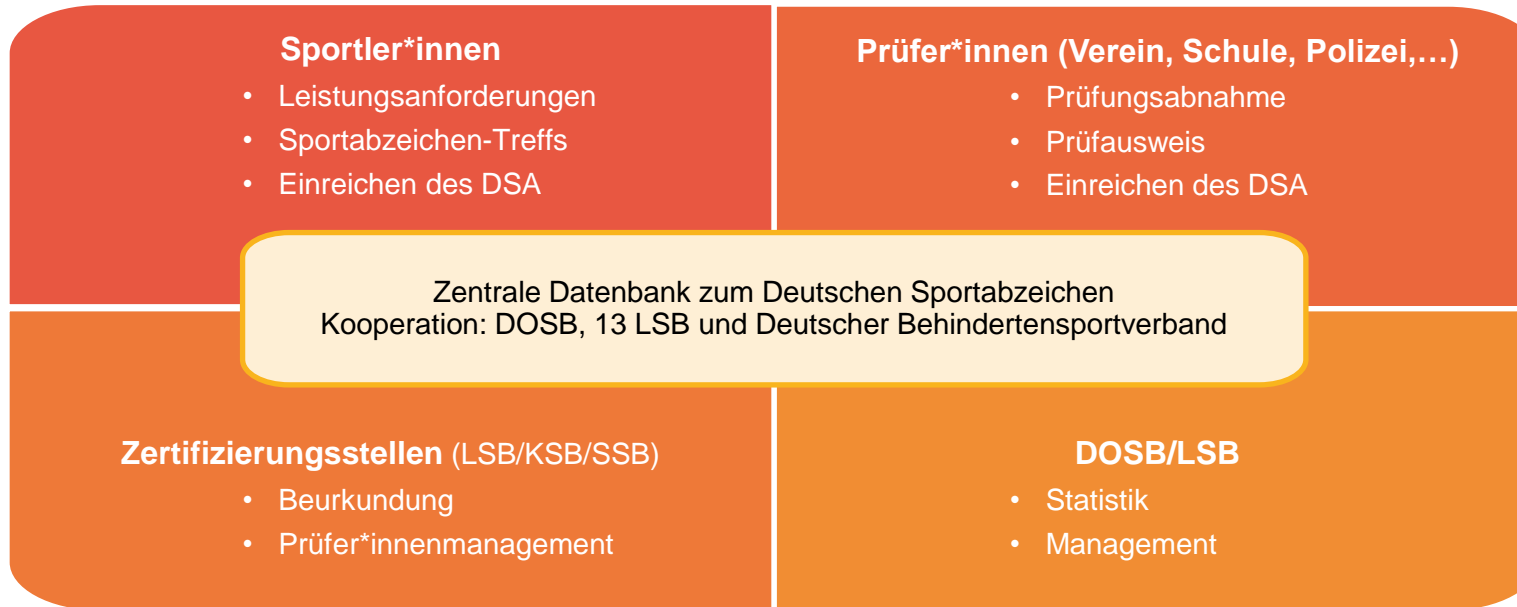 Sportler*innen
• Leistungsanforderungen
• Sportabzeichen-Treffs
• Einreichen des DSA
Prüfer*innen (Verein, Schule, Polizei,…)
• Prüfungsabnahme
• Prüfausweis
• Einreichen des DSA
Zentrale Datenbank zum Deutschen Sportabzeichen
Kooperation: DOSB, 13 LSB und Deutscher Behindertensportverband
Zertifizierungsstellen (LSB/KSB/SSB)
• Beurkundung
• Prüfer*innenmanagement
DOSB/LSB
• Statistik
• Management